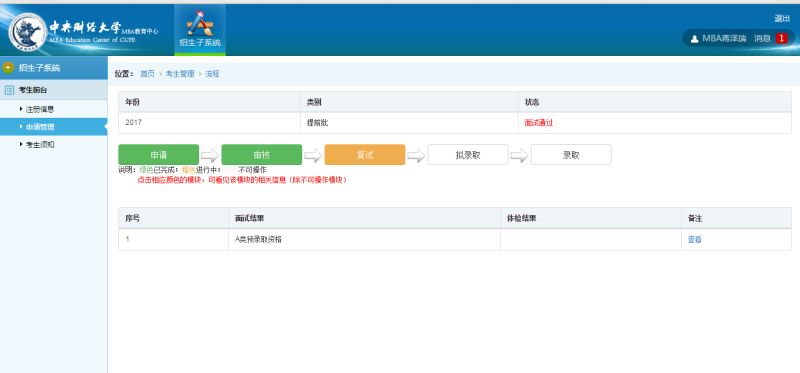 中央财经大学 MBA教育中心
MBA Education Center of CUFE
招生子系统
退出
MBA蒋泽瑞 消息 1
招生子系统
考生前台
注册信息
申请管理
考生须知
位置： 首页 > 考生管理 > 流程
年份 类别 状态
2017 提前批 面试通过
申请 审核 复试 拟录取 录取
说明：绿色已完成；橙色进行中； 不可操作
点击相应颜色的模块，可看见该模块的相关信息（除不可操作模块）
序号 面试结果 体检结果 备注
1 A类预录取资格 查看